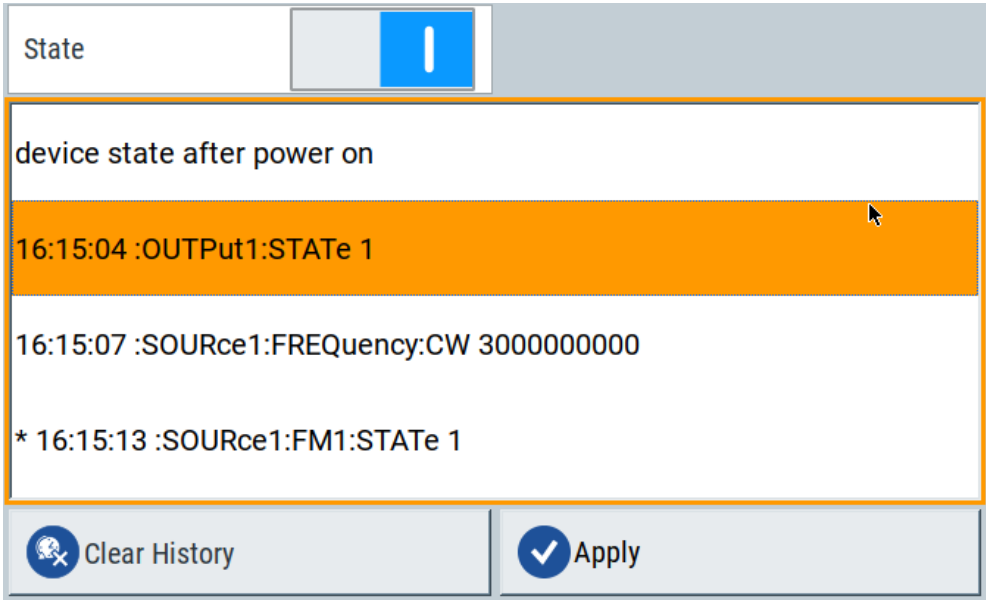 State
device state after power on
16:15:04 :OUTPut1:STATe 1
16:15:07 :SOURce1:FREQuency:CW 3000000000
* 16:15:13 :SOURce1:FM1:STATe 1
Clear History
Apply